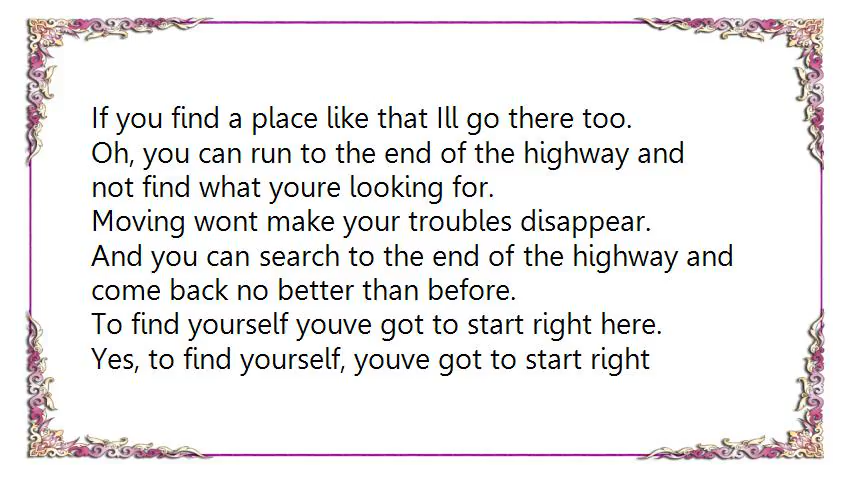 If you find a place like that Ill go there too.
Oh, you can run to the end of the highway and
not find what youre looking for.
Moving wont make your troubles disappear.
And you can search to the end of the highway and
come back no better than before.
To find yourself youve got to start right here.
Yes, to find yourself, youve got to start right